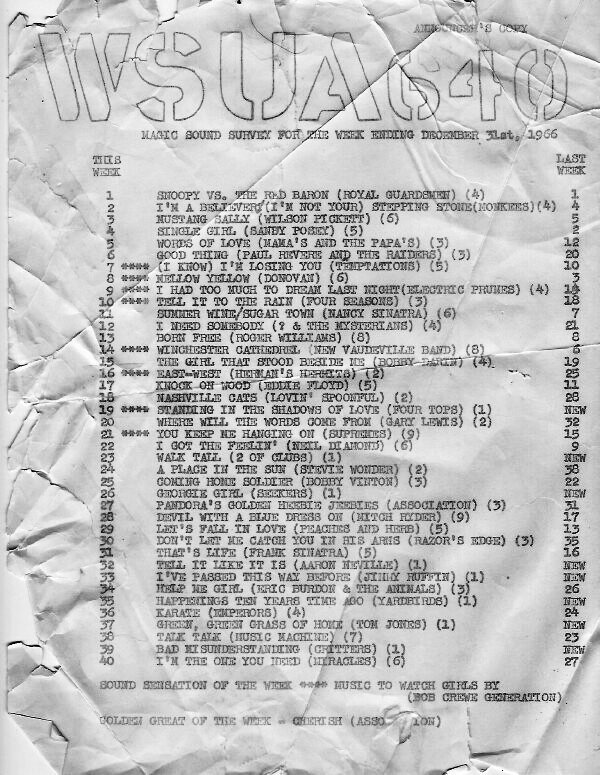 ANNOUNCER'S COPY
WSUA 640
MAGIC SOUND SURVEY FOR THE WEEK ENDING DECEMBER 31st, 1966
THIS WEEK LAST WEEK
1 SNOOPY VS. THE RED BARON (ROYAL GUARDSMEN) (4) 1
2 I'M A BELIEVER/(I'M NOT YOUR) STEPPING STONE(MONKEES)(4) 4
3 MUSTANG SALLY (WILSON PICKETT) (6) 5
4 SINGLE GIRL (SANDY POSEY) (5) 2
5 WORDS OF LOVE (MAMA'S AND THE PAPA'S) (3) 12
6 GOOD THING (PAUL REVERE AND THE RAIDERS) (3) 20
7 **** (I KNOW) I'M LOSING YOU (TEMPTATIONS) (5) 10
8 **** MELLOW YELLOW (DONOVAN) (6) 3
9 **** I HAD TOO MUCH TO DREAM LAST NIGHT(ELECTRIC PRUNES) (4) 14
10 **** TELL IT TO THE RAIN (FOUR SEASONS) (3) 18
11 SUMMER WINE/SUGAR TOWN (NANCY SINATRA) (6) 7
12 I NEED SOMEBODY (? & THE MYSTERIANS) (4) 21
13 BORN FREE (ROGER WILLIAMS) (8) 8
14 **** WINCHESTER CATHEDREL (NEW VAUDEVILLE BAND) (8) 6
15 THE GIRL THAT STOOD BESIDE ME (BOBBY DARIN) (4) 19
16 **** EAST-WEST (HERMAN'S HERMITS) (2) 25
17 KNOCK ON WOOD (EDDIE FLOYD) (5) 11
18 NASHVILLE CATS (LOVIN' SPOONFUL) (2) 28
19 **** STANDING IN THE SHADOWS OF LOVE (FOUR TOPS) (1) NEW
20 WHERE WILL THE WORDS COME FROM (GARY LEWIS) (2) 32
21 **** YOU KEEP ME HANGING ON (SUPREMES) (9) 15
22 I GOT THE FEELIN' (NEIL DIAMOND) (6) 9
23 WALK TALL (2 OF CLUBS) (1) NEW
24 A PLACE IN THE SUN (STEVIE WONDER) (2) 38
25 COMING HOME SOLDIER (BOBBY VINTON) (3) 22
26 GEORGIE GIRL (SEEKERS) (1) NEW
27 PANDORA'S GOLDEN HEEBIE JEEBIES (ASSOCIATION) (3) 31
28 DEVIL WITH A BLUE DRESS ON (MITCH RYDER) (9) 17
29 LET'S FALL IN LOVE (PEACHES AND HERB) (5) 13
30 DON'T LET ME CATCH YOU IN HIS ARMS (RAZOR'S EDGE) (3) 35
31 THAT'S LIFE (FRANK SINATRA) (5) 16
32 TELL IT LIKE IT IS (AARON NEVILLE) (1) NEW
33 I'VE PASSED THIS WAY BEFORE (JIMMY RUFFIN) (1) NEW
34 HELP ME GIRL (ERIC BURDON & THE ANIMALS) (3) 26
35 HAPPENINGS TEN YEARS TIME AGO (YARDBIRDS) (1) NEW
36 KARATE (EMPERORS) (4) 24
37 GREEN, GREEN GRASS OF HOME (TOM JONES) (1) NEW
38 TALK TALK (MUSIC MACHINE) (7) 23
39 BAD MISUNDERSTANDING (CRITTERS) (1) NEW
40 I'M THE ONE YOU NEED (MIRACLES) (6) 27
SOUND SENSATION OF THE WEEK **** MUSIC TO WATCH GIRLS BY
(BOB CREWE GENERATION)
GOLDEN GREAT OF THE WEEK - CHERISH